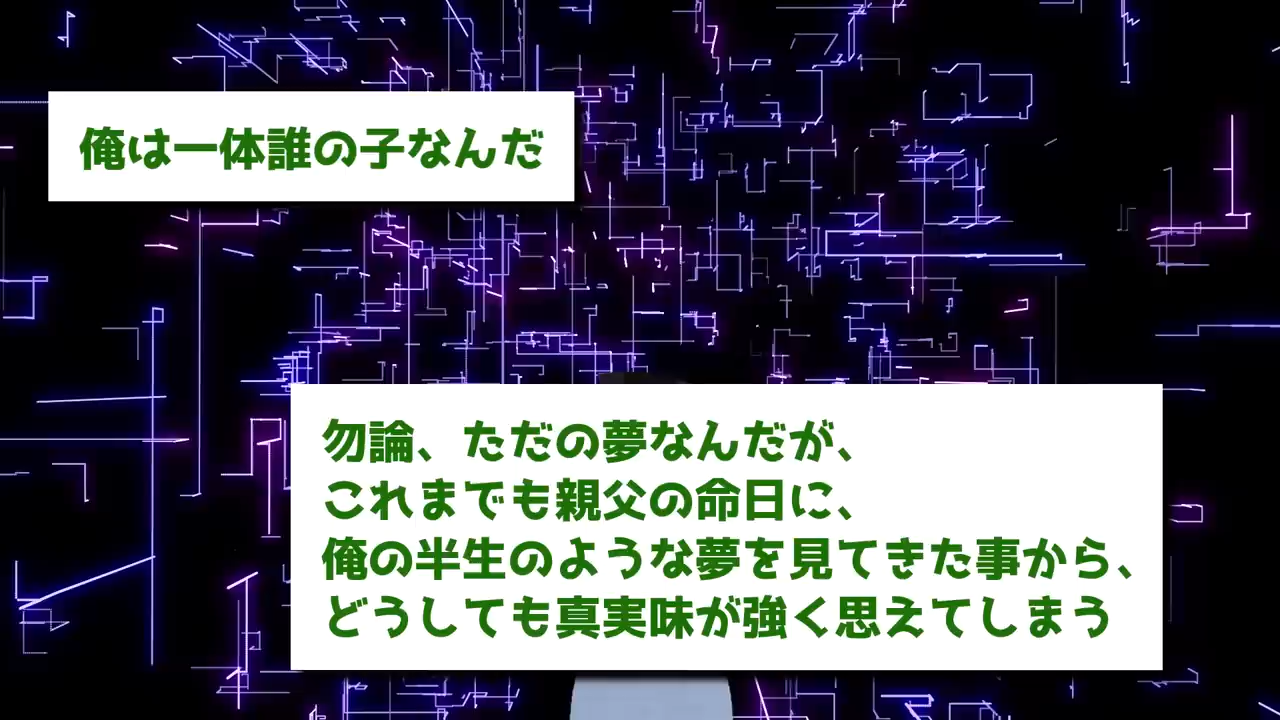 俺は一体誰の子なんだ
勿論、ただの夢なんだが、
これまでも親父の命日に、
俺の半生のような夢を見てきた事から、
どうしても真実味が強く思えてしまう